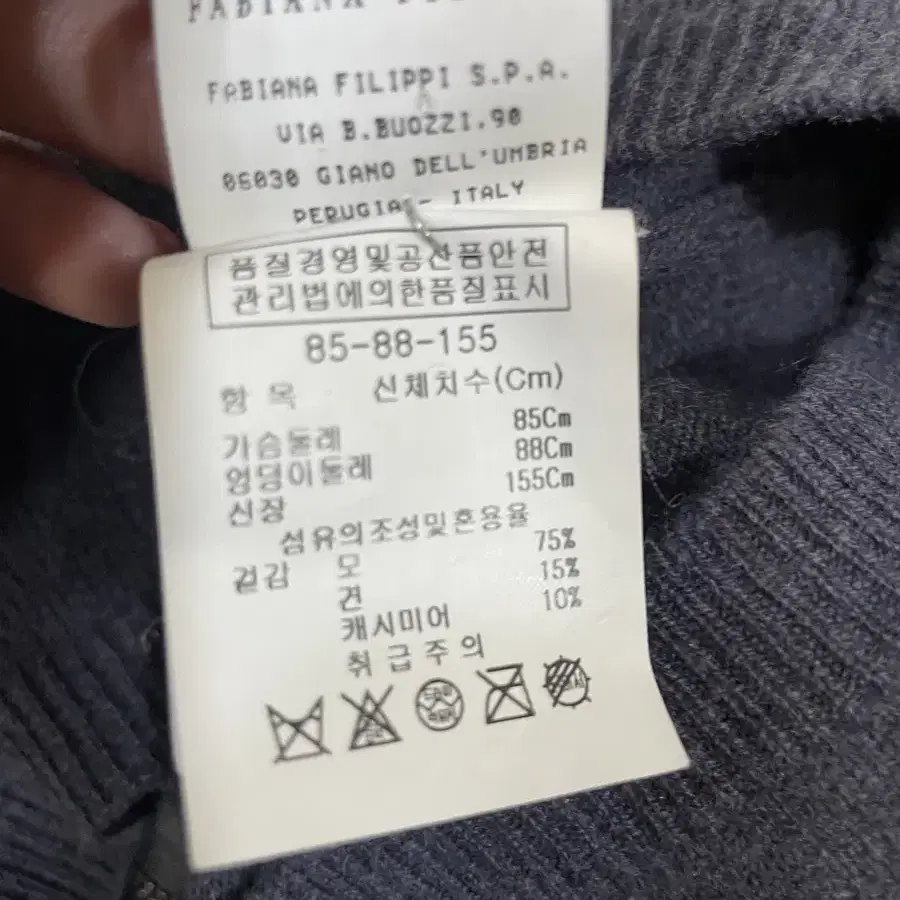 FABIANA
FABIANA FILIPPI S.P.A.
VIA B.BUOZZI.90
06030 GIANO DELL'UMBRIA
PERUGIA - ITALY
품질경영및공산품안전
관리법에의한품질표시
85-88-155
항 목 신체치수(Cm)
가슴둘레 85Cm
엉덩이둘레 88Cm
신장 155Cm
섬유의조성및혼용율
겉감 모 75%
견 15%
캐시미어 10%
취급주의